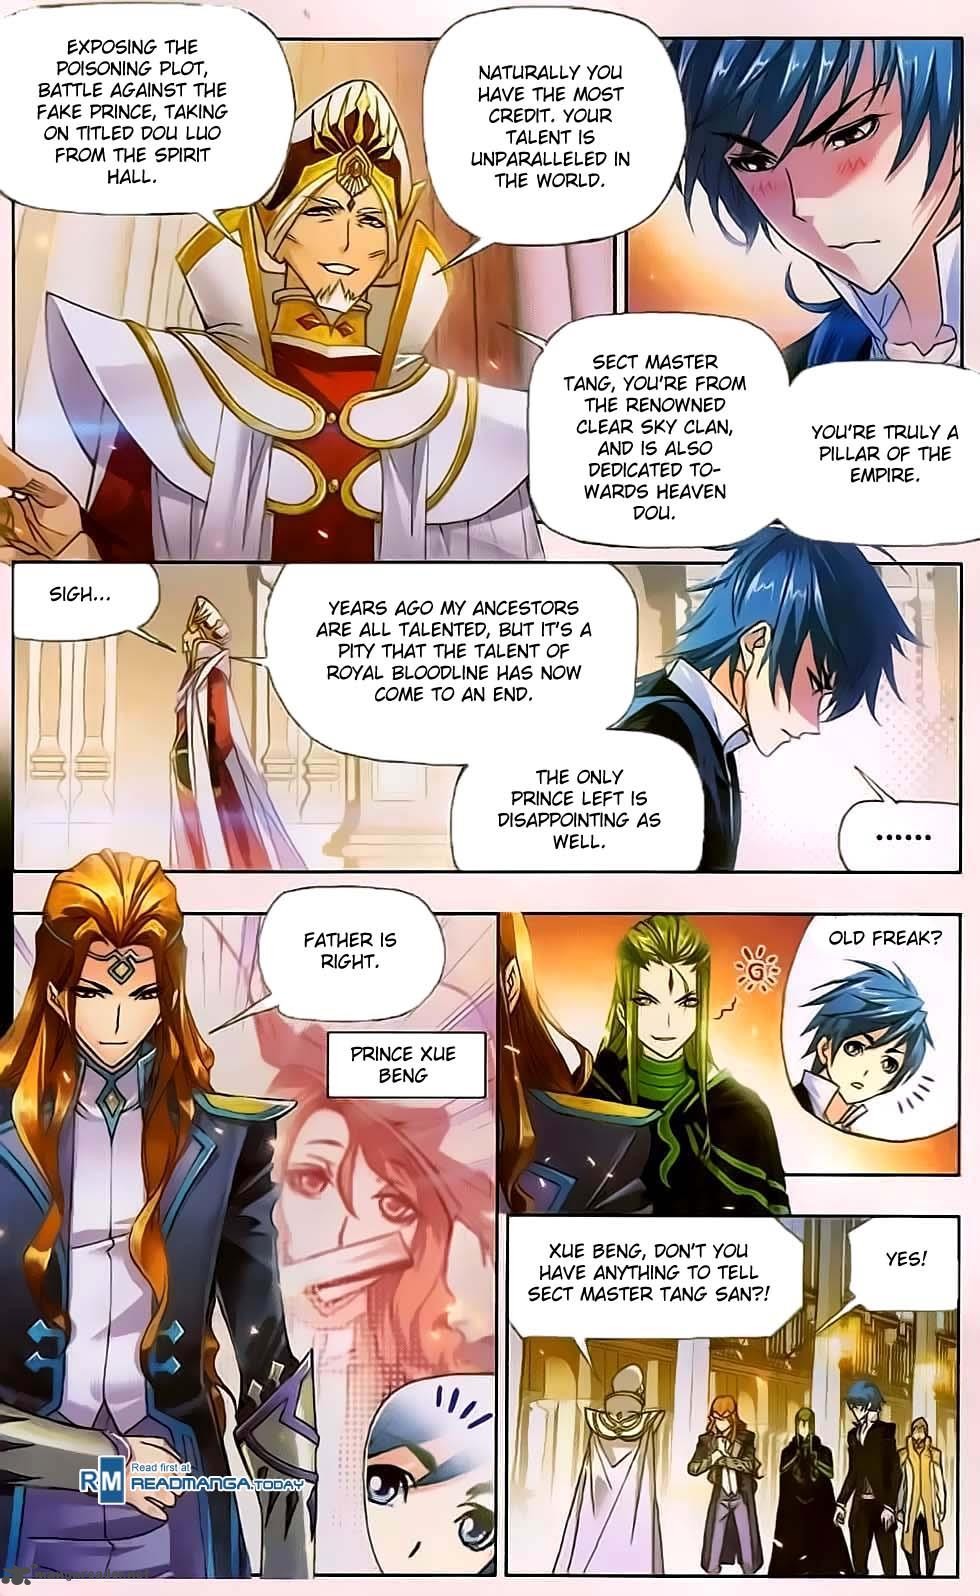 EXPOSING THE
POISONING PLOT,
BATTLE AGAINST THE
FAKE PRINCE, TAKING
ON TITLED DOU LUO
FROM THE SPIRIT
HALL.
NATURALLY YOU
HAVE THE MOST
CREDIT. YOUR
TALENT IS
UNPARALLELED IN
THE WORLD.
SECT MASTER
TANG, YOU'RE FROM
THE RENOWNED
CLEAR SKY CLAN,
AND IS ALSO
DEDICATED TO-
WARDS HEAVEN
DOU.
YOU'RE TRULY A
PILLAR OF THE
EMPIRE.
SIGH...
YEARS AGO MY ANCESTORS
ARE ALL TALENTED, BUT IT'S A
PITY THAT THE TALENT OF
ROYAL BLOODLINE HAS NOW
COME TO AN END.
THE ONLY
PRINCE LEFT IS
DISAPPOINTING AS
WELL.
......
FATHER IS
RIGHT.
PRINCE XUE
BENG
G
OLD FREAK?
XUE BENG, DON'T YOU
HAVE ANYTHING TO TELL
SECT MASTER TANG SAN?!
YES!
RM
Read first at
READMANGA.TODAY